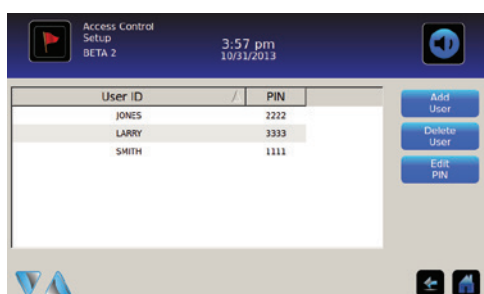 Access Control
Setup
BETA 2
3:57 pm
10/31/2013
User ID PIN
JONES 2222
LARRY 3333
SMITH 1111
Add
User
Delete
User
Edit
PIN